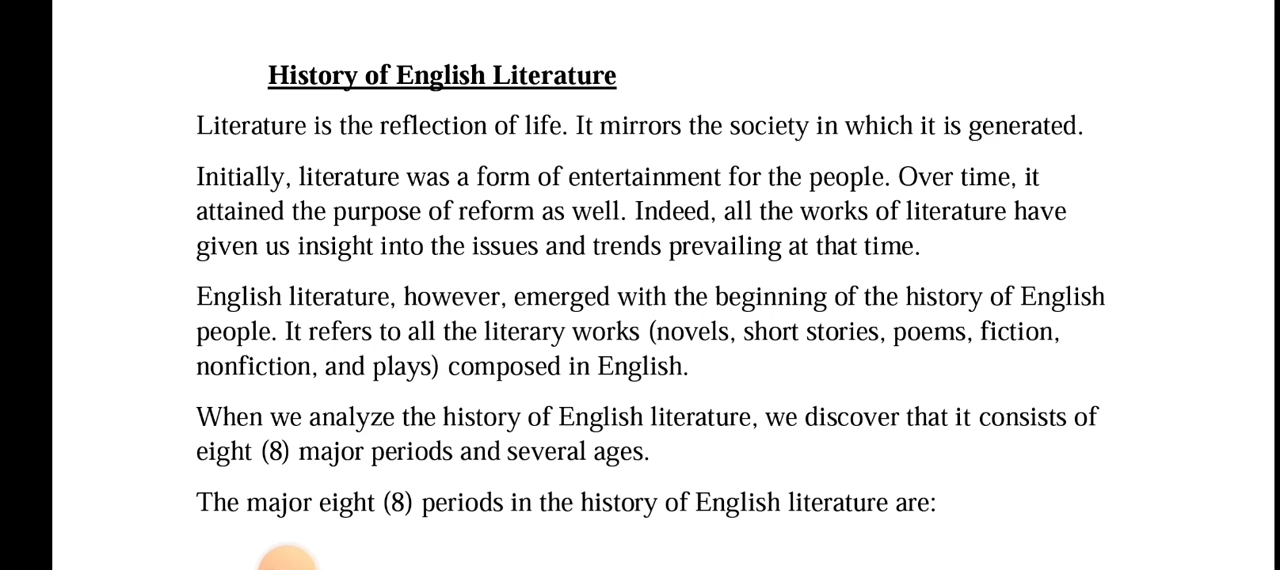 History of English Literature
Literature is the reflection of life. It mirrors the society in which it is generated.
Initially, literature was a form of entertainment for the people. Over time, it
attained the purpose of reform as well. Indeed, all the works of literature have
given us insight into the issues and trends prevailing at that time.
English literature, however, emerged with the beginning of the history of English
people. It refers to all the literary works (novels, short stories, poems, fiction,
nonfiction, and plays) composed in English.
When we analyze the history of English literature, we discover that it consists of
eight (8) major periods and several ages.
The major eight (8) periods in the history of English literature are: